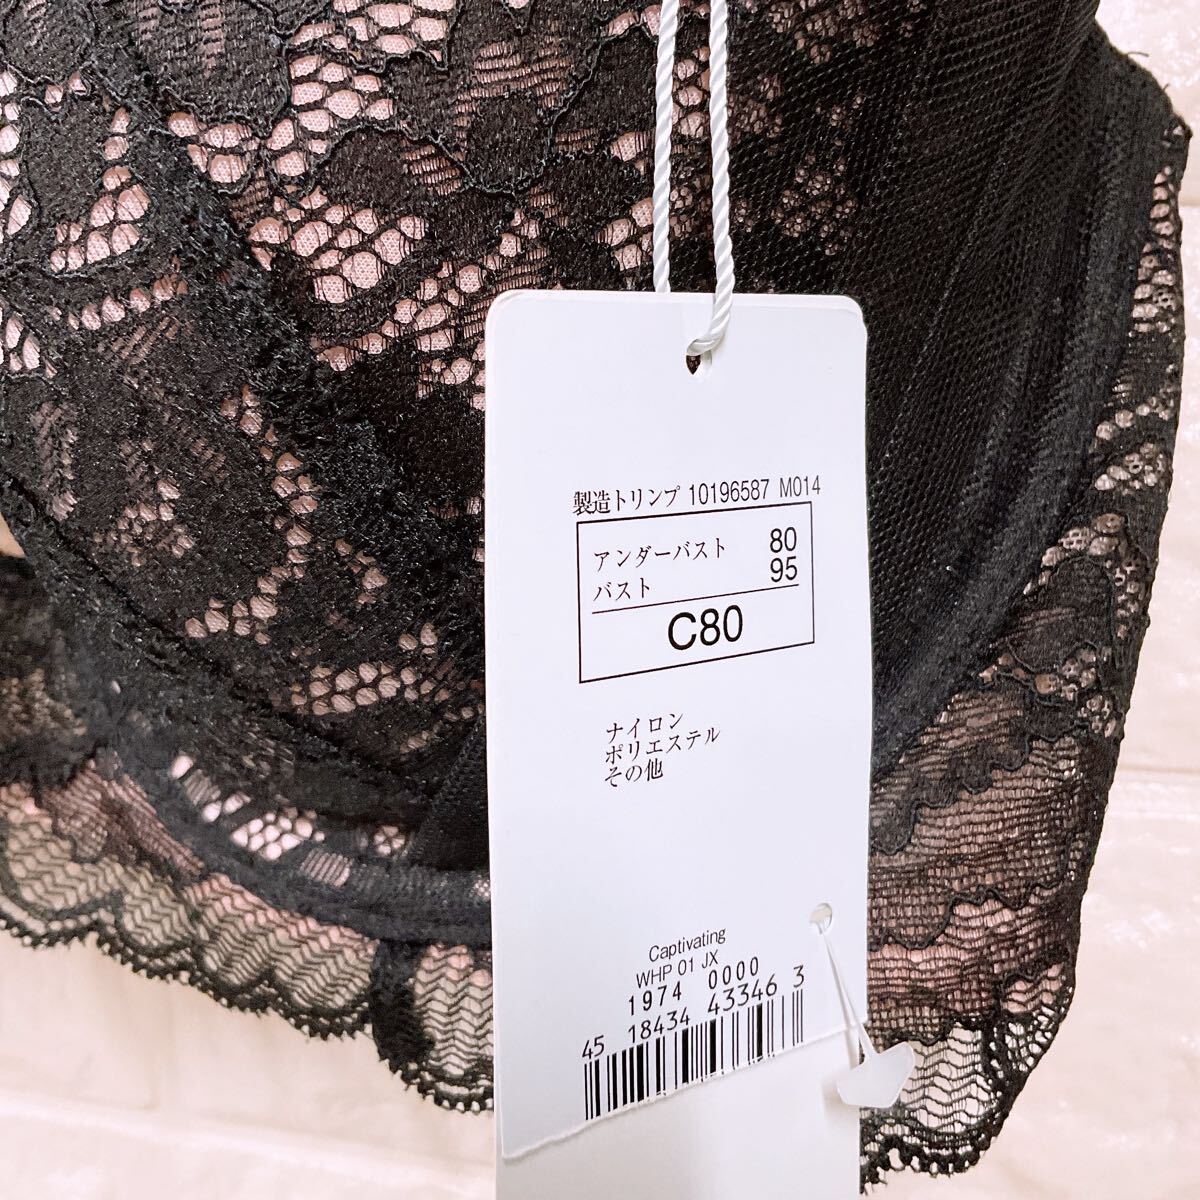 製造トリンプ 10196587 M014
アンダーバスト 80
バスト 95
C80
ナイロン
ポリエステル
その他
Captivating
WHP 01 JX
1974 0000
45 18434 43346 3